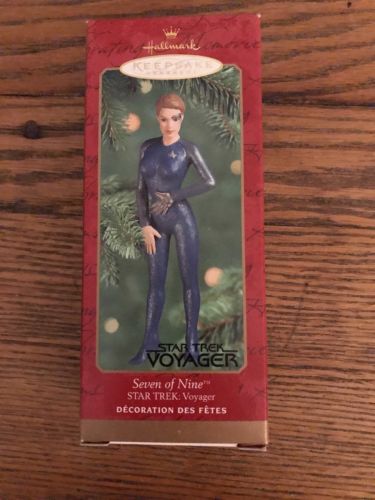 Hallmark
KEEPSAKE
STAR TREK
VOYAGER
Seven of Nine™
STAR TREK: Voyager
DÉCORATION DES FÊTES